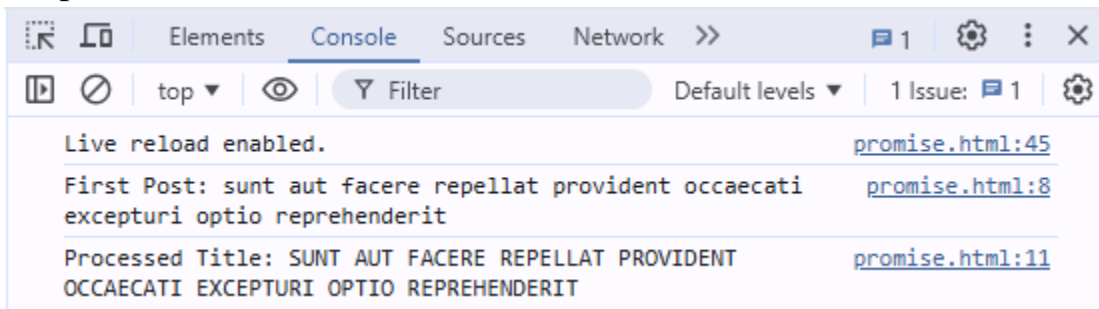 Elements Console Sources Network 1
top Filter Default levels 1 Issue: 1
Live reload enabled. promise.html:45
First Post: sunt aut facere repellat provident occaecati promise.html:8
excepturi optio reprehenderit
Processed Title: SUNT AUT FACERE REPELLAT PROVIDENT promise.html:11
OCCAECATI EXCEPTURI OPTIO REPREHENDERIT